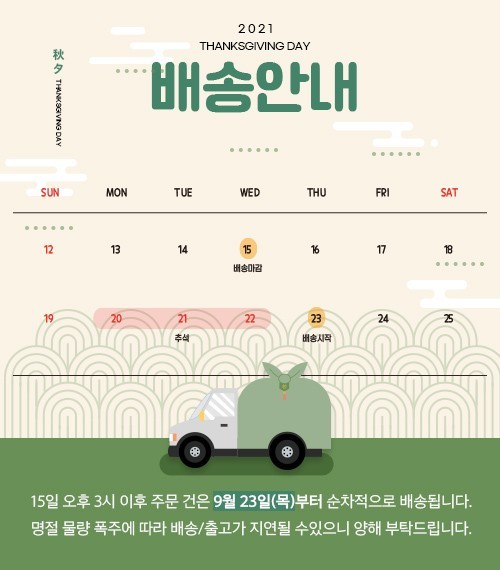 2021
THANKSGIVING DAY
배송안내
秋夕 THANKSGIVING DAY
SUN MON TUE WED THU FRI SAT
12 13 14 15 16 17 18
배송마감
19 20 21 22 23 24 25
추석 배송시작
15일 오후 3시 이후 주문 건은 9월 23일(목)부터 순차적으로 배송됩니다.
명절 물량 폭주에 따라 배송/출고가 지연될 수있으니 양해 부탁드립니다.